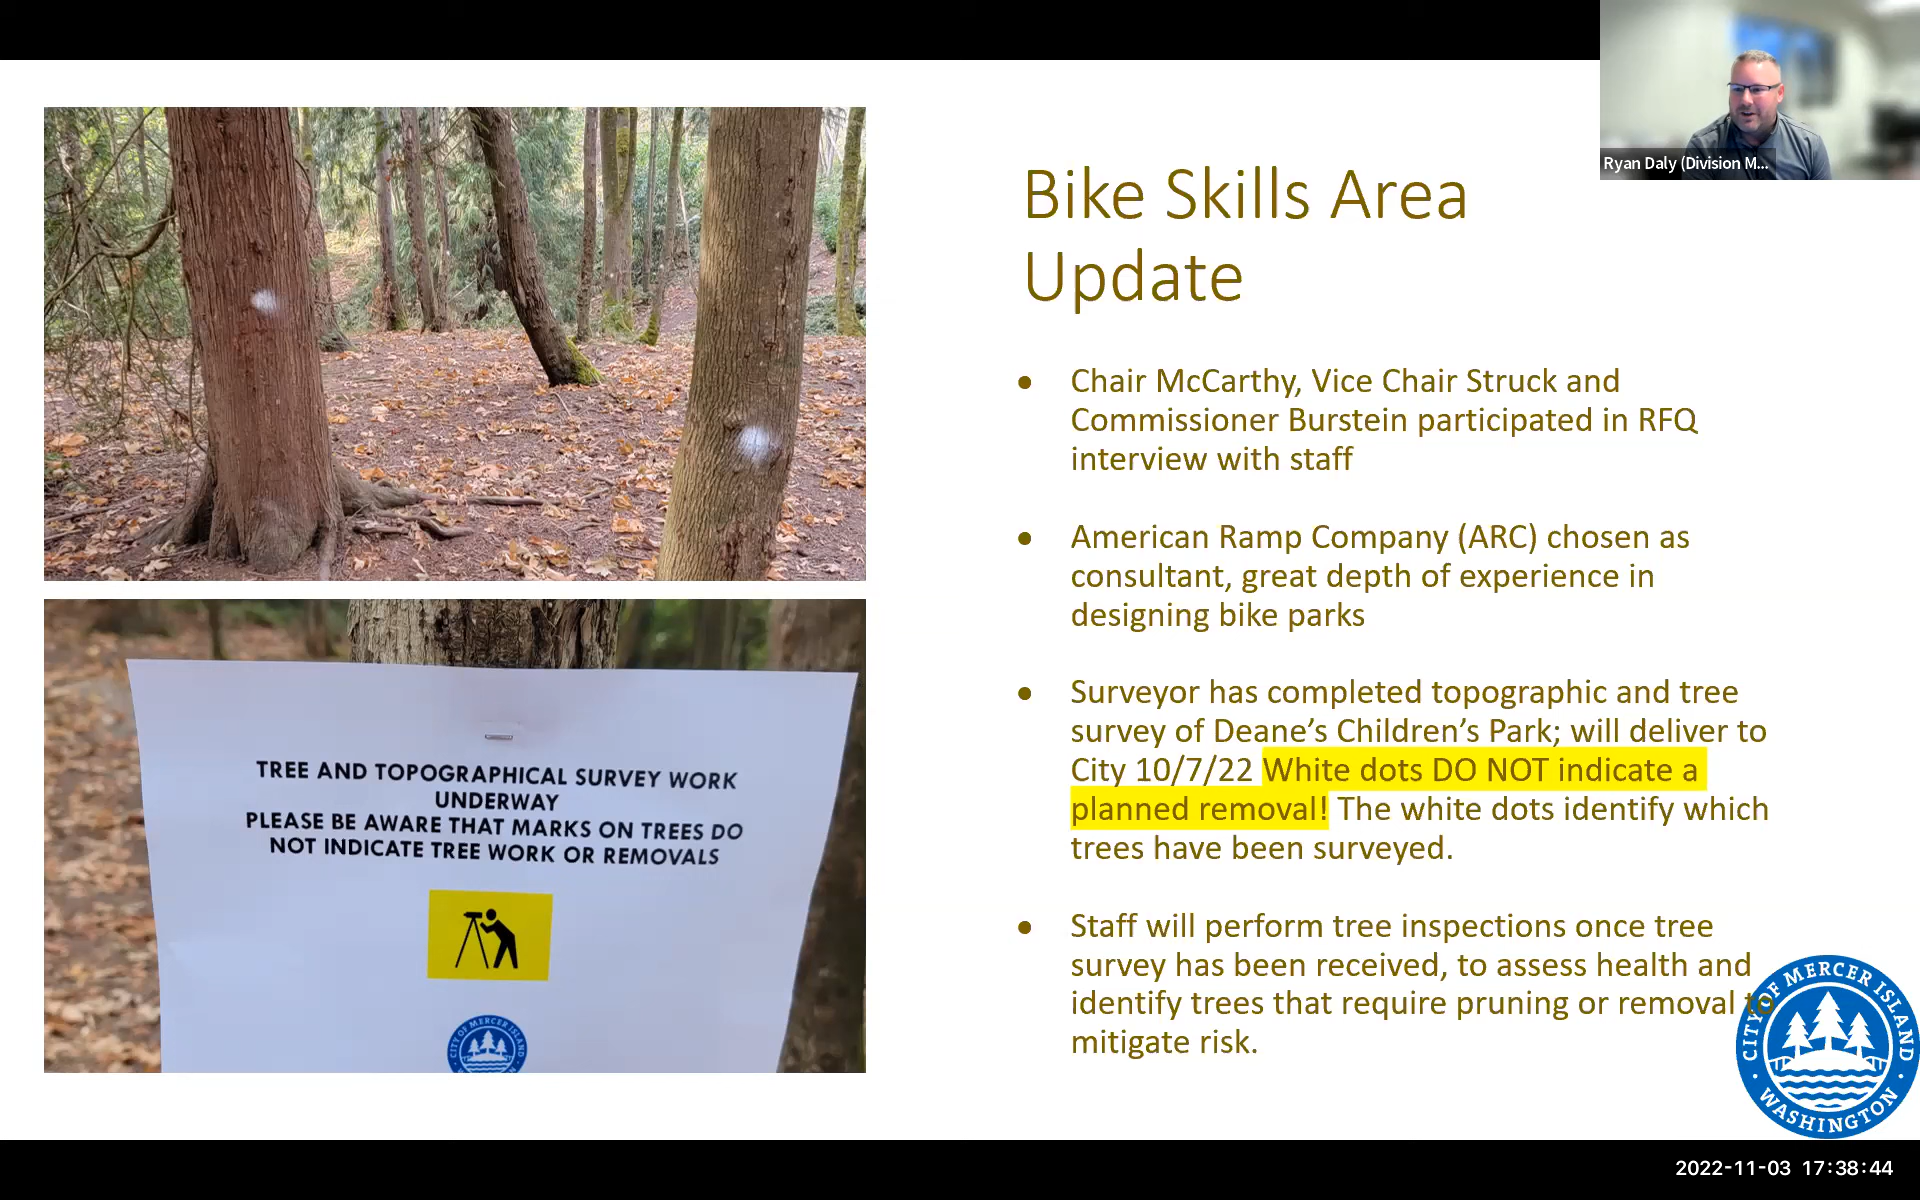 Ryan Daly (Division M...
Bike Skills Area
Update
• Chair McCarthy, Vice Chair Struck and
Commissioner Burstein participated in RFQ
interview with staff
• American Ramp Company (ARC) chosen as
consultant, great depth of experience in
designing bike parks
• Surveyor has completed topographic and tree
survey of Deane’s Children’s Park; will deliver to
City 10/7/22 White dots DO NOT indicate a
planned removal! The white dots identify which
trees have been surveyed.
• Staff will perform tree inspections once tree
survey has been received, to assess health and
identify trees that require pruning or removal to
mitigate risk.
TREE AND TOPOGRAPHICAL SURVEY WORK
UNDERWAY
PLEASE BE AWARE THAT MARKS ON TREES DO
NOT INDICATE TREE WORK OR REMOVALS
CITY OF MERCER ISLAND
CITY OF MERCER ISLAND
WASHINGTON
2022-11-03 17:38:44